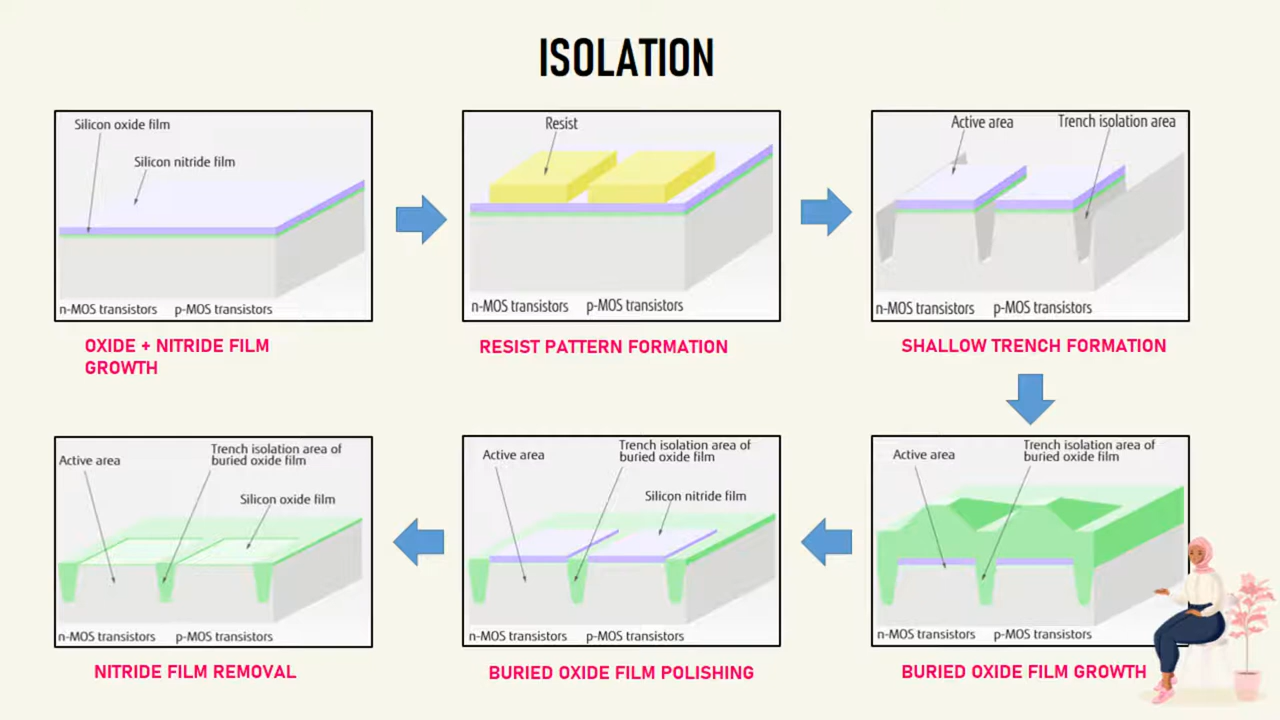 ISOLATION
Silicon oxide film
Silicon nitride film
n-MOS transistors p-MOS transistors
OXIDE + NITRIDE FILM
GROWTH
Resist
n-MOS transistors p-MOS transistors
RESIST PATTERN FORMATION
Active area Trench isolation area
n-MOS transistors p-MOS transistors
SHALLOW TRENCH FORMATION
Active area
Trench isolation area of
buried oxide film
n-MOS transistors p-MOS transistors
BURIED OXIDE FILM GROWTH
Active area
Trench isolation area of
buried oxide film
Silicon nitride film
n-MOS transistors p-MOS transistors
BURIED OXIDE FILM POLISHING
Active area
Trench isolation area of
buried oxide film
Silicon oxide film
n-MOS transistors p-MOS transistors
NITRIDE FILM REMOVAL